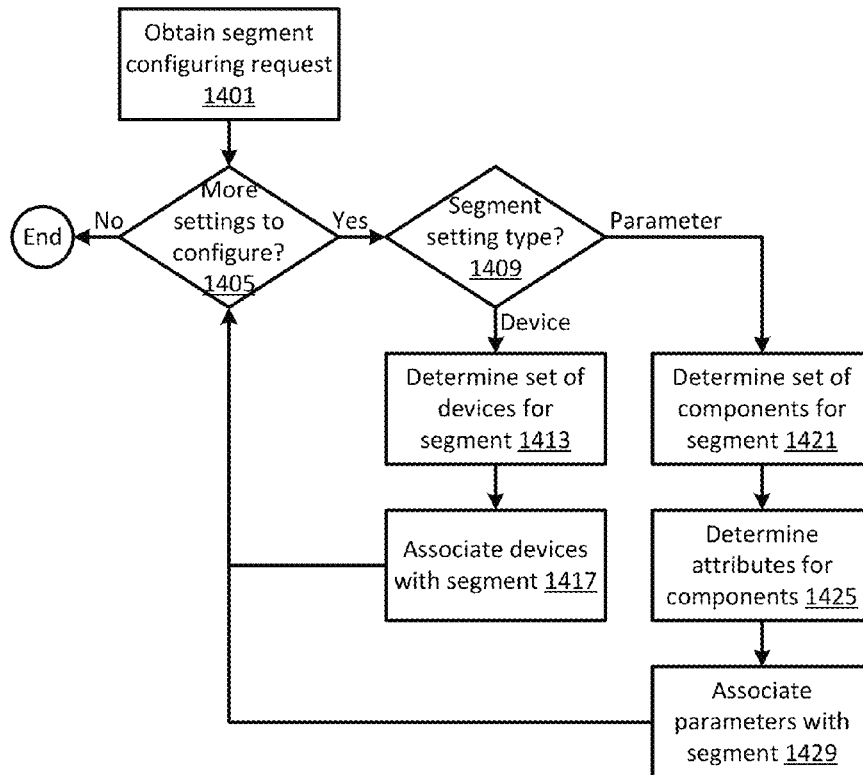 Obtain segment
configuring request
1401
More
settings to
configure?
1405
No
End
Yes
Segment
setting type?
1409
Parameter
Device
Determine set of
devices for
segment 1413
Determine set of
components for
segment 1421
Associate devices
with segment 1417
Determine
attributes for
components 1425
Associate
parameters with
segment 1429